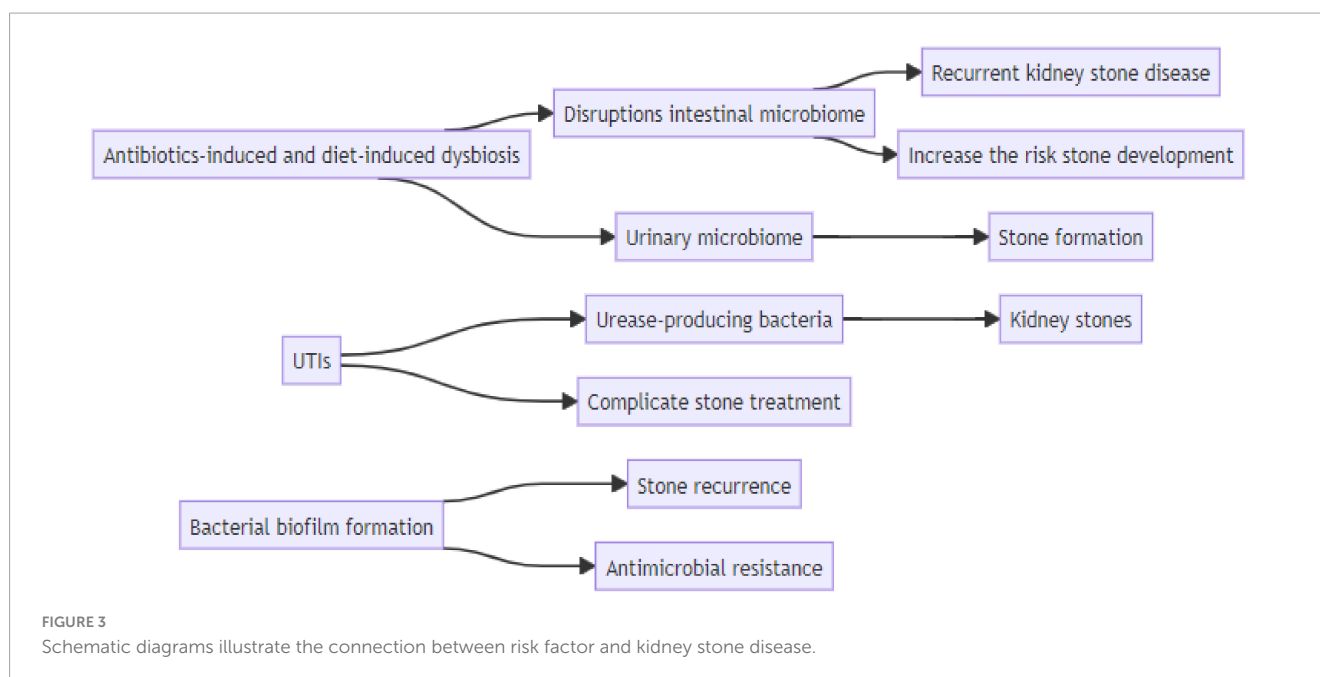 Recurrent kidney stone disease
Disruptions intestinal microbiome
Antibiotics-induced and diet-induced dysbiosis
Increase the risk stone development
Urinary microbiome
Stone formation
Urease-producing bacteria
Kidney stones
UTIs
Complicate stone treatment
Stone recurrence
Bacterial biofilm formation
Antimicrobial resistance
FIGURE 3
Schematic diagrams illustrate the connection between risk factor and kidney stone disease.